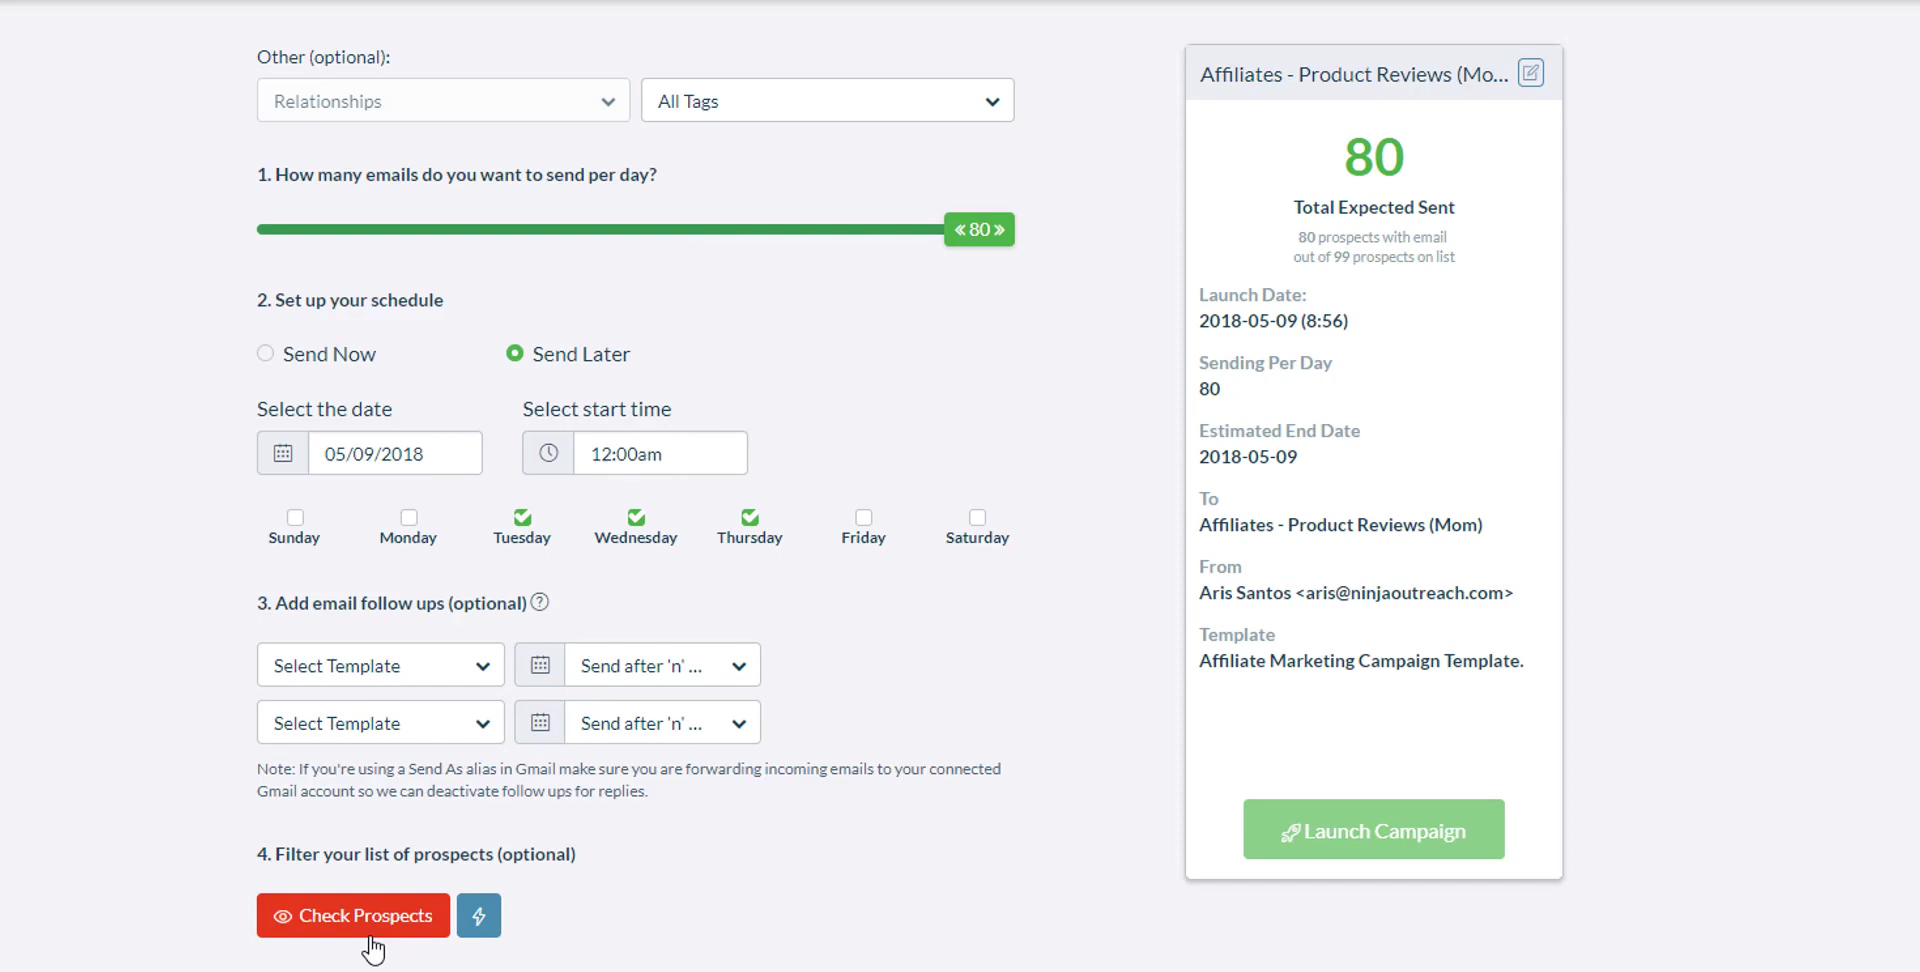 Other (optional):
Relationships
All Tags
1. How many emails do you want to send per day?
« 80 »
2. Set up your schedule
Send Now
Send Later
Select the date
Select start time
05/09/2018
12:00am
Sunday
Monday
Tuesday
Wednesday
Thursday
Friday
Saturday
3. Add email follow ups (optional) ?
Select Template
Send after 'n' ...
Select Template
Send after 'n' ...
Note: If you're using a Send As alias in Gmail make sure you are forwarding incoming emails to your connected
Gmail account so we can deactivate follow ups for replies.
4. Filter your list of prospects (optional)
Check Prospects
Affiliates - Product Reviews (Mo...
80
Total Expected Sent
80 prospects with email
out of 99 prospects on list
Launch Date:
2018-05-09 (8:56)
Sending Per Day
80
Estimated End Date
2018-05-09
To
Affiliates - Product Reviews (Mom)
From
Aris Santos <aris@ninjaoutreach.com>
Template
Affiliate Marketing Campaign Template.
Launch Campaign